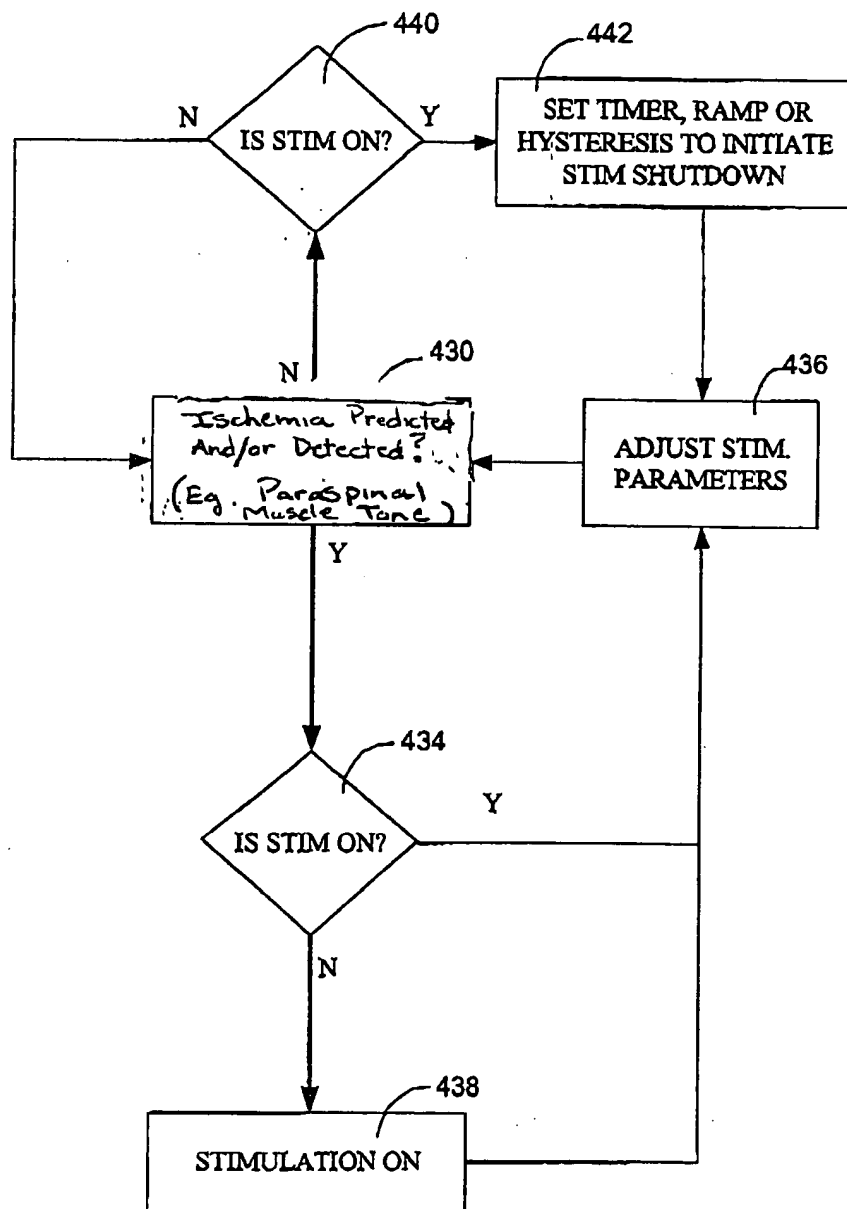 440
442
N
IS STIM ON?
Y
SET TIMER, RAMP OR
HYSTERESIS TO INITIATE
STIM SHUTDOWN
N
430
436
Ischemia Predicted
And/or Detected?
(Eg. Paraspinal
Muscle Tone)
ADJUST STIM.
PARAMETERS
Y
434
Y
IS STIM ON?
N
438
STIMULATION ON